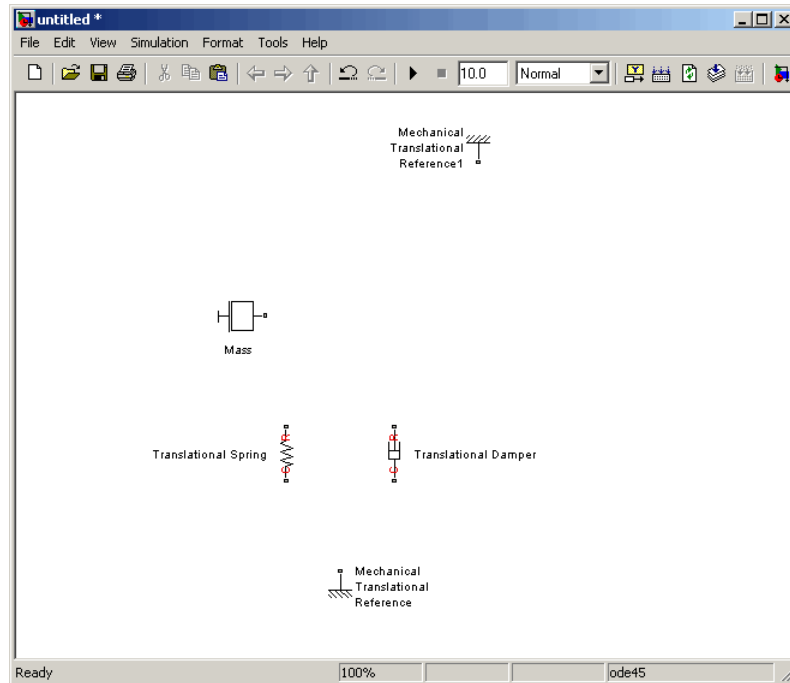 untitled *
File Edit View Simulation Format Tools Help
10.0 Normal
Mechanical
Translational
Reference1
Mass
R R
Translational Spring Translational Damper
C C
Mechanical
Translational
Reference
Ready 100% ode45